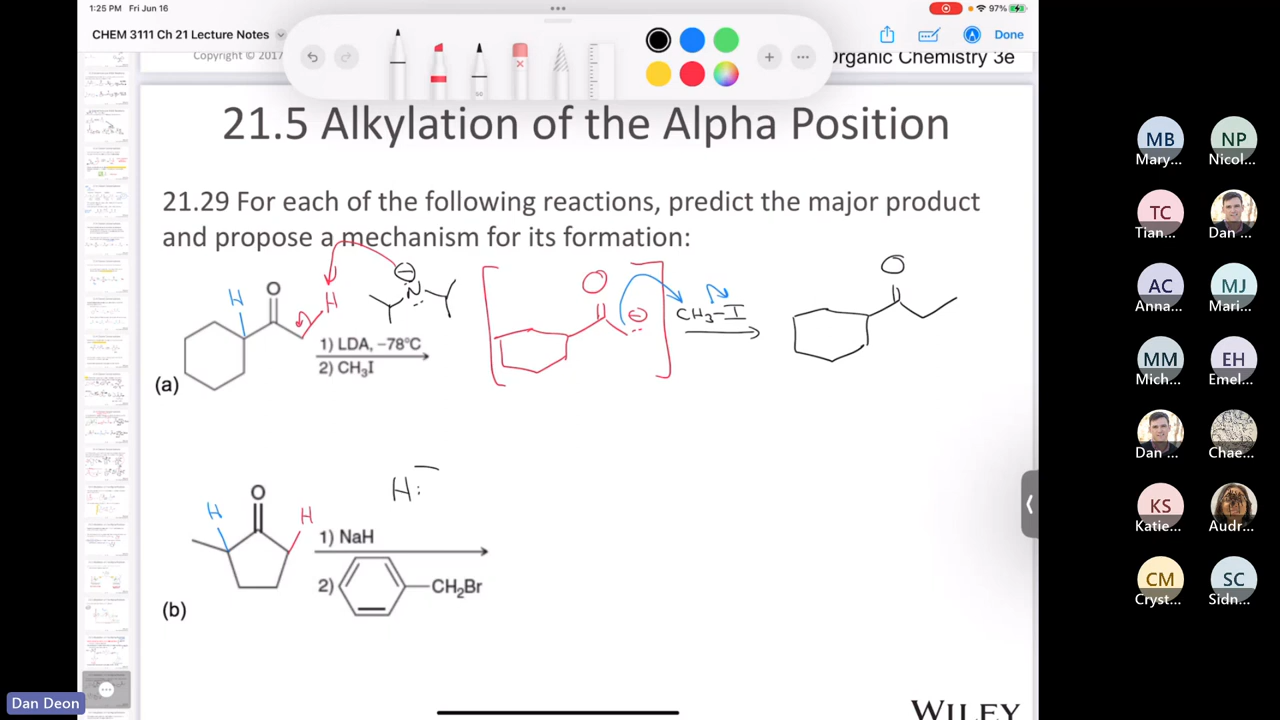 1:25 PM Fri Jun 16
97%
CHEM 3111 Ch 21 Lecture Notes
Done
Copyright © 2017
Organic Chemistry 3e
21.5 Alkylation of the Alpha Position
21.29 For each of the following reactions, predict the major product
and propose a mechanism for its formation:
H O H ⊖ N O ⊖ CH₃-I O
1) LDA, −78°C
2) CH₃I
(a)
H:⁻
H O H
1) NaH
2) CH₂Br
(b)
WILEY
MB NP
Mary... Nicol...
TC
Tian... Dan ...
AC MJ
Anna... Mari...
MM EH
Mich... Emel...
Dan ... Chae...
KS
Katie... Audr...
CM SC
Cryst... Sidn...
Dan Deon